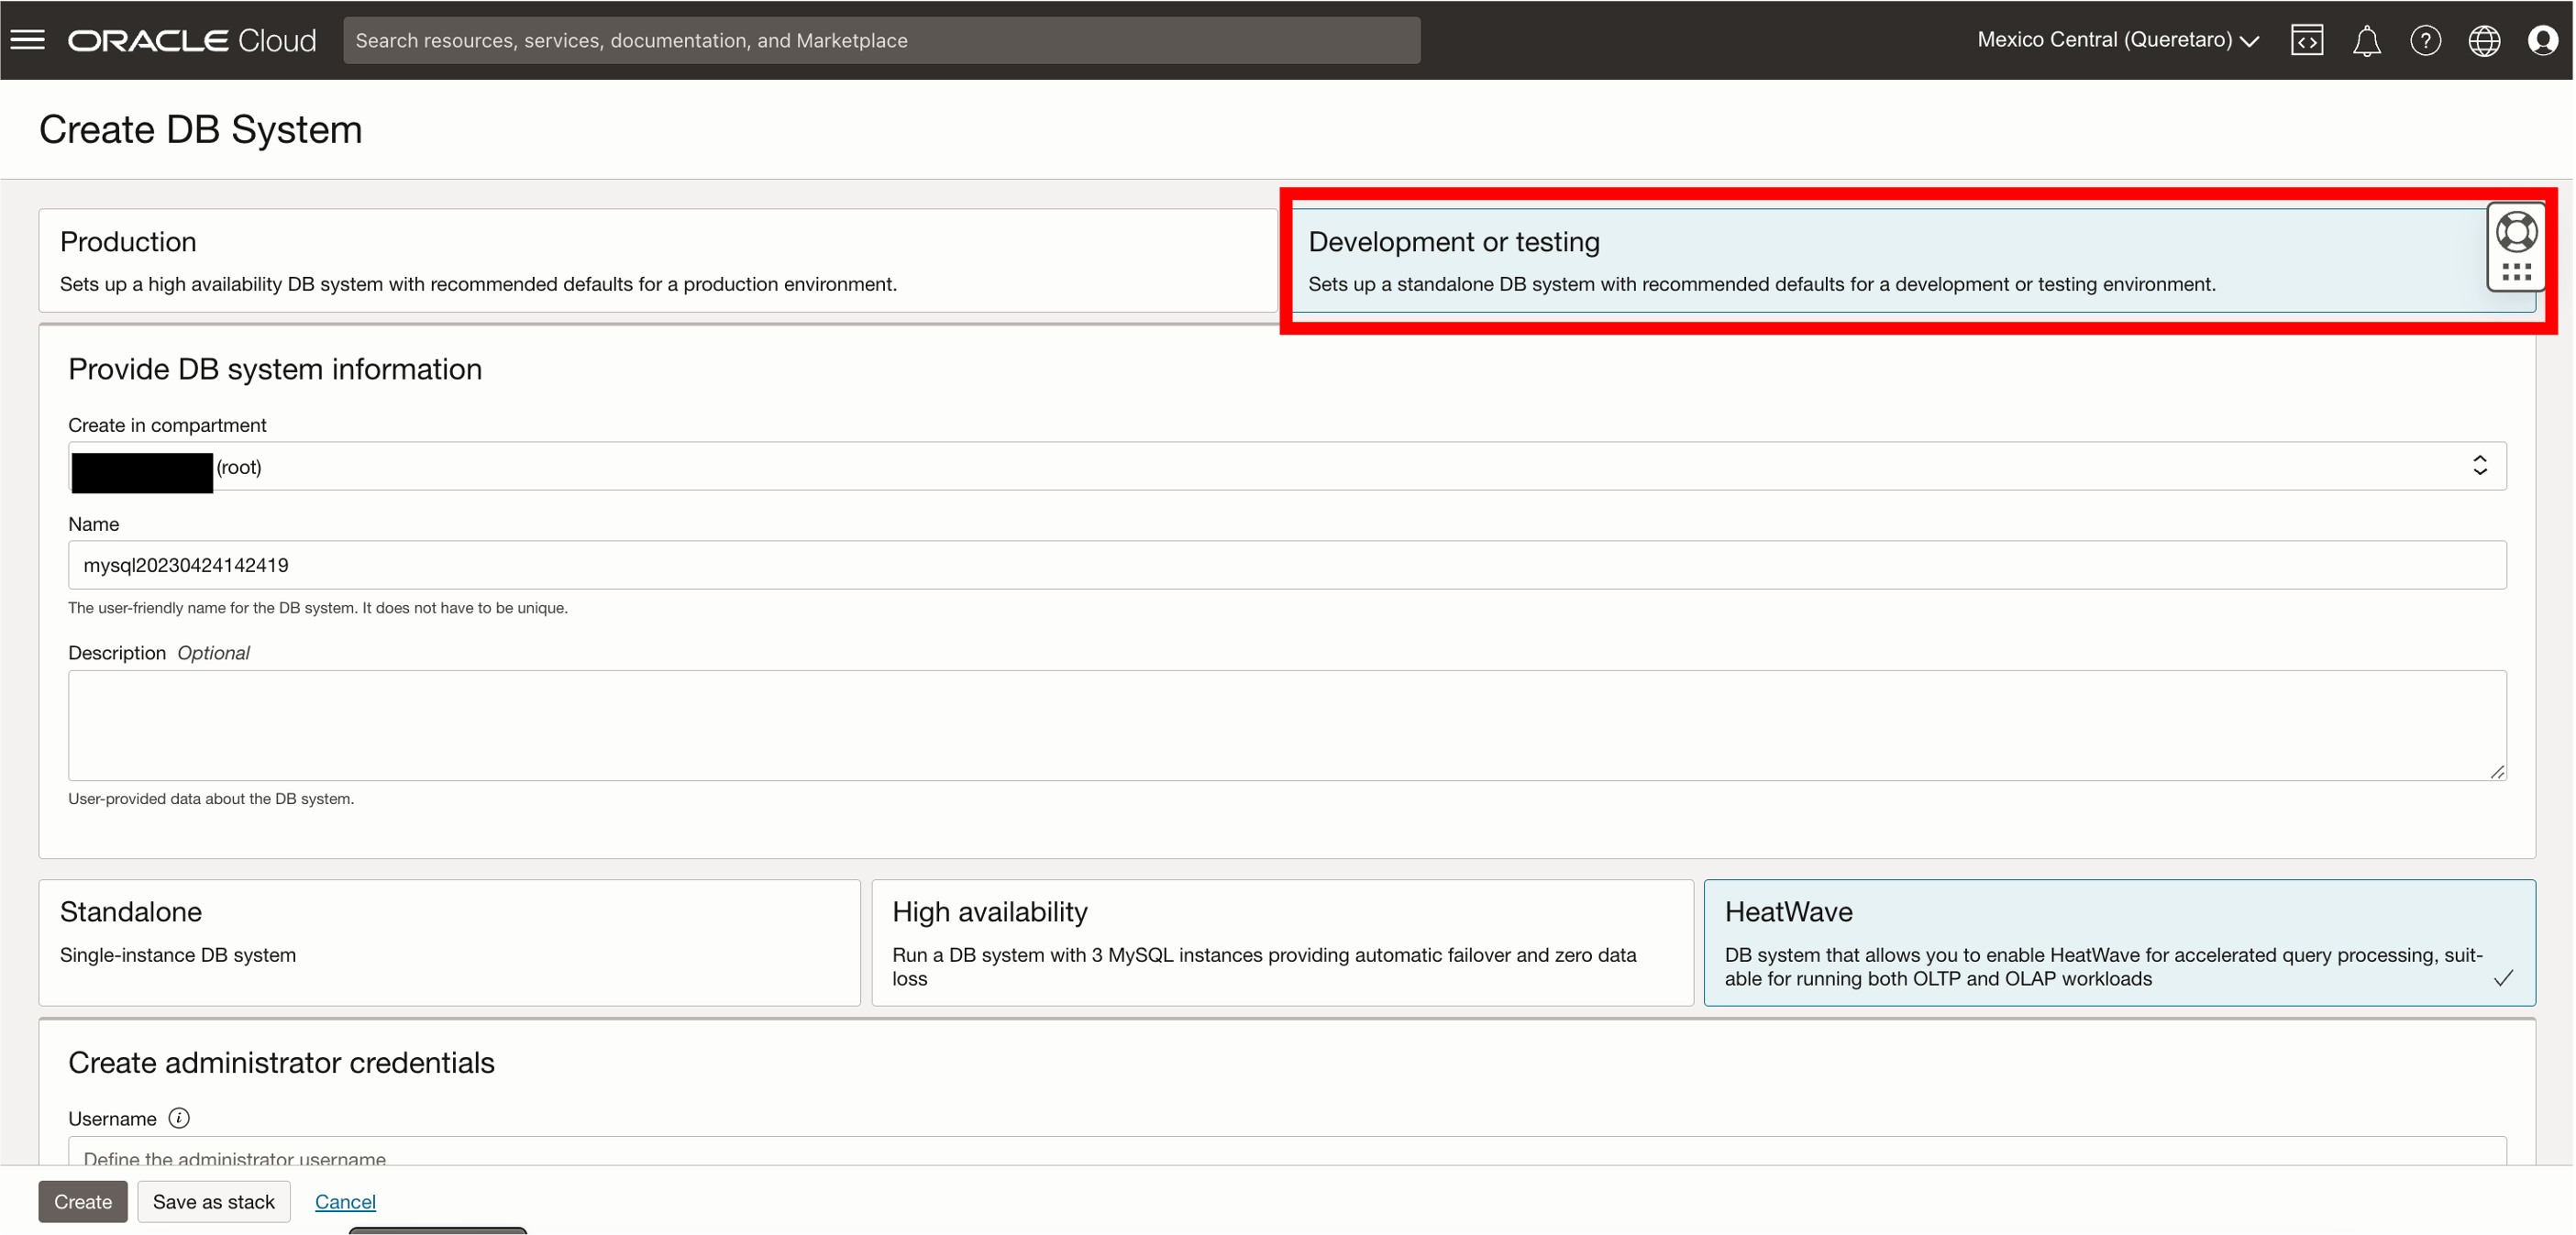 ORACLE Cloud
Search resources, services, documentation, and Marketplace
Mexico Central (Queretaro)
Create DB System
Production
Sets up a high availability DB system with recommended defaults for a production environment.
Development or testing
Sets up a standalone DB system with recommended defaults for a development or testing environment.
Provide DB system information
Create in compartment
(root)
Name
mysql20230424142419
The user-friendly name for the DB system. It does not have to be unique.
Description Optional
User-provided data about the DB system.
Standalone
Single-instance DB system
High availability
Run a DB system with 3 MySQL instances providing automatic failover and zero data
loss
HeatWave
DB system that allows you to enable HeatWave for accelerated query processing, suit-
able for running both OLTP and OLAP workloads
Create administrator credentials
Username
Define the administrator username
Create
Save as stack
Cancel